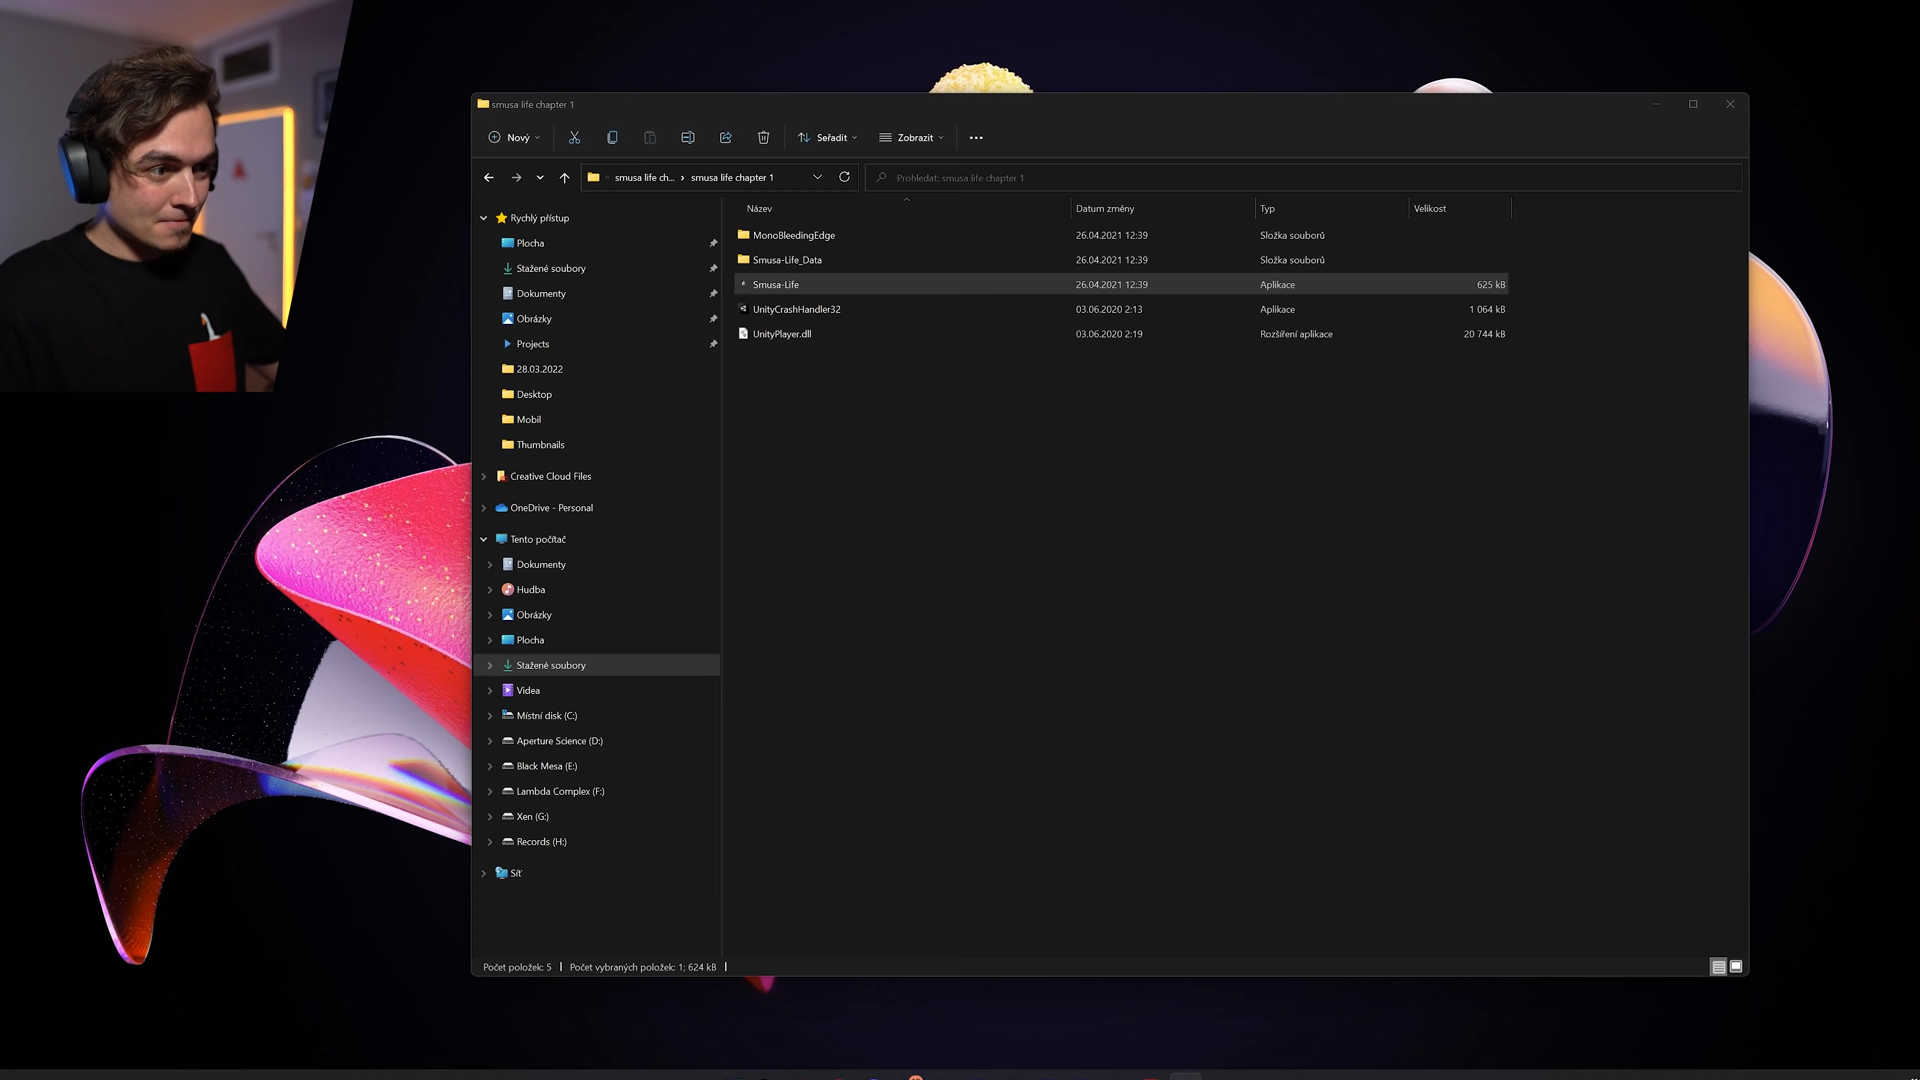 smusa life chapter 1
Nový
Seřadit
Zobrazit
smusa life ch... › smusa life chapter 1
Prohledat: smusa life chapter 1
Název Datum změny Typ Velikost
MonoBleedingEdge 26.04.2021 12:39 Složka souborů
Smusa-Life_Data 26.04.2021 12:39 Složka souborů
Smusa-Life 26.04.2021 12:39 Aplikace 625 kB
UnityCrashHandler32 03.06.2020 2:13 Aplikace 1 064 kB
UnityPlayer.dll 03.06.2020 2:19 Rozšíření aplikace 20 744 kB
Rychlý přístup
Plocha
Stažené soubory
Dokumenty
Obrázky
Projects
28.03.2022
Desktop
Mobil
Thumbnails
Creative Cloud Files
OneDrive - Personal
Tento počítač
Dokumenty
Hudba
Obrázky
Plocha
Stažené soubory
Videa
Místní disk (C:)
Aperture Science (D:)
Black Mesa (E:)
Lambda Complex (F:)
Xen (G:)
Records (H:)
Síť
Počet položek: 5 Počet vybraných položek: 1; 624 kB